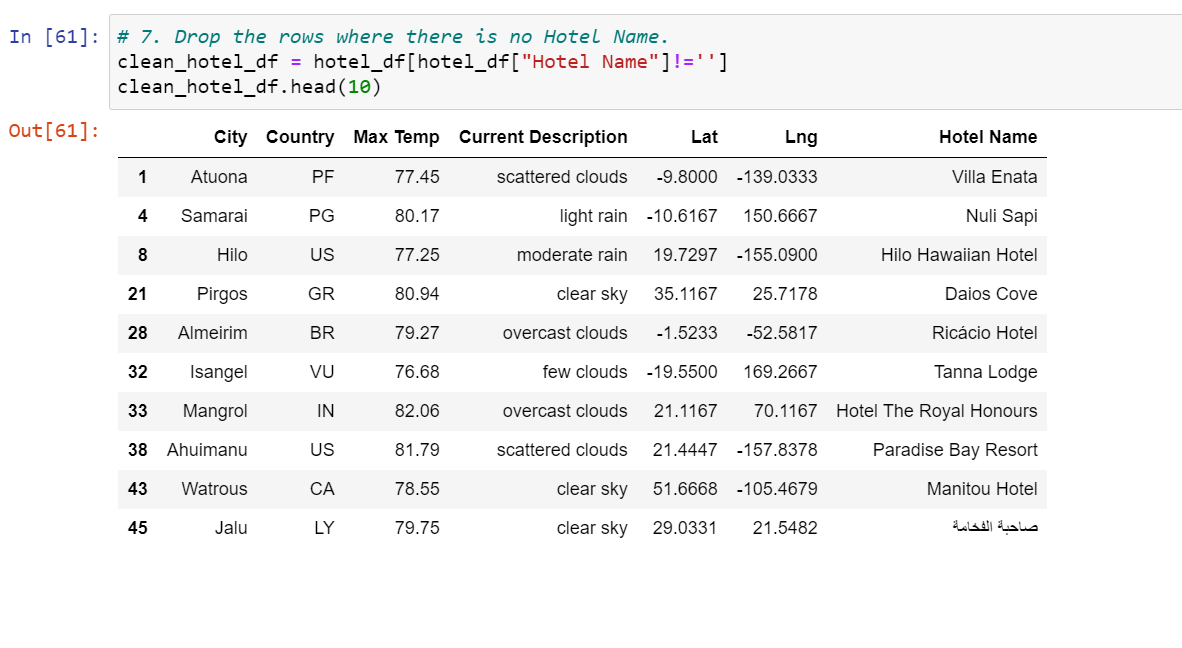 In [61]: # 7. Drop the rows where there is no Hotel Name.
clean_hotel_df = hotel_df[hotel_df["Hotel Name"]!='']
clean_hotel_df.head(10)
Out[61]: City Country Max Temp Current Description Lat Lng Hotel Name
1 Atuona PF 77.45 scattered clouds -9.8000 -139.0333 Villa Enata
4 Samarai PG 80.17 light rain -10.6167 150.6667 Nuli Sapi
8 Hilo US 77.25 moderate rain 19.7297 -155.0900 Hilo Hawaiian Hotel
21 Pirgos GR 80.94 clear sky 35.1167 25.7178 Daios Cove
28 Almeirim BR 79.27 overcast clouds -1.5233 -52.5817 Ricácio Hotel
32 Isangel VU 76.68 few clouds -19.5500 169.2667 Tanna Lodge
33 Mangrol IN 82.06 overcast clouds 21.1167 70.1167 Hotel The Royal Honours
38 Ahuimanu US 81.79 scattered clouds 21.4447 -157.8378 Paradise Bay Resort
43 Watrous CA 78.55 clear sky 51.6668 -105.4679 Manitou Hotel
45 Jalu LY 79.75 clear sky 29.0331 21.5482 صاحبة الفخامة